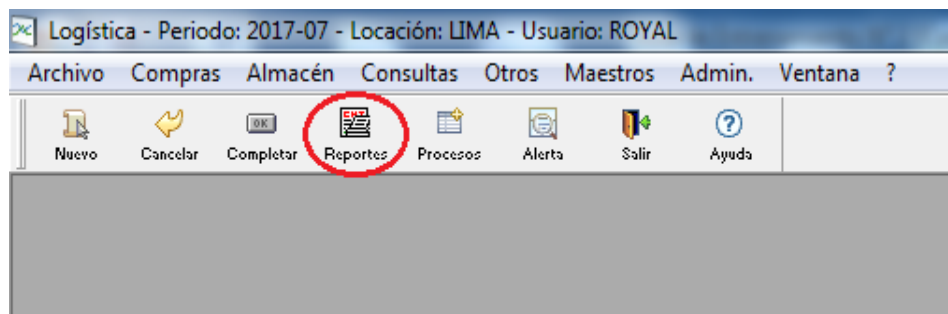 Logística - Periodo: 2017-07 - Locación: LIMA - Usuario: ROYAL
Archivo Compras Almacén Consultas Otros Maestros Admin. Ventana ?
OK
Nuevo Cancelar Completar Reportes Procesos Alerta Salir Ayuda